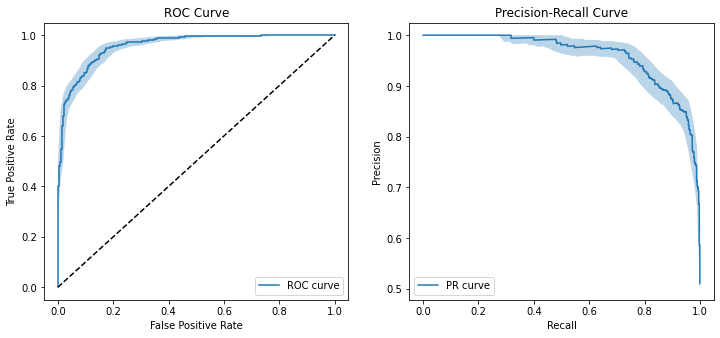 ROC Curve
True Positive Rate
1.0
0.8
0.6
0.4
0.2
0.0
ROC curve
0.0 0.2 0.4 0.6 0.8 1.0
False Positive Rate
Precision-Recall Curve
Precision
1.0
0.9
0.8
0.7
0.6
0.5
PR curve
0.0 0.2 0.4 0.6 0.8 1.0
Recall